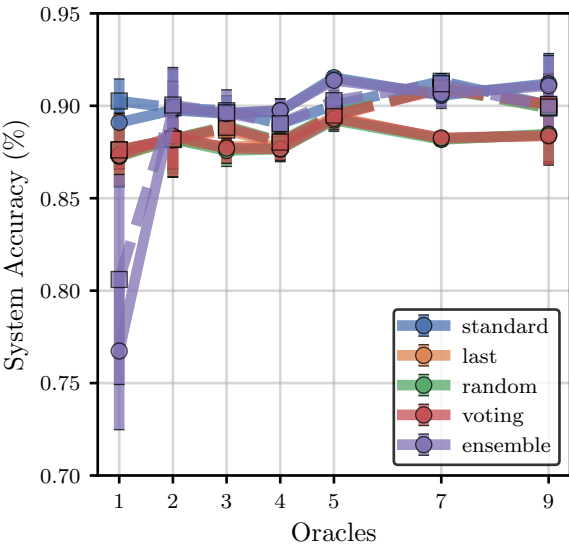 System Accuracy (%)
0.95
0.90
0.85
0.80
0.75
0.70
standard
last
random
voting
ensemble
1 2 3 4 5 7 9
Oracles